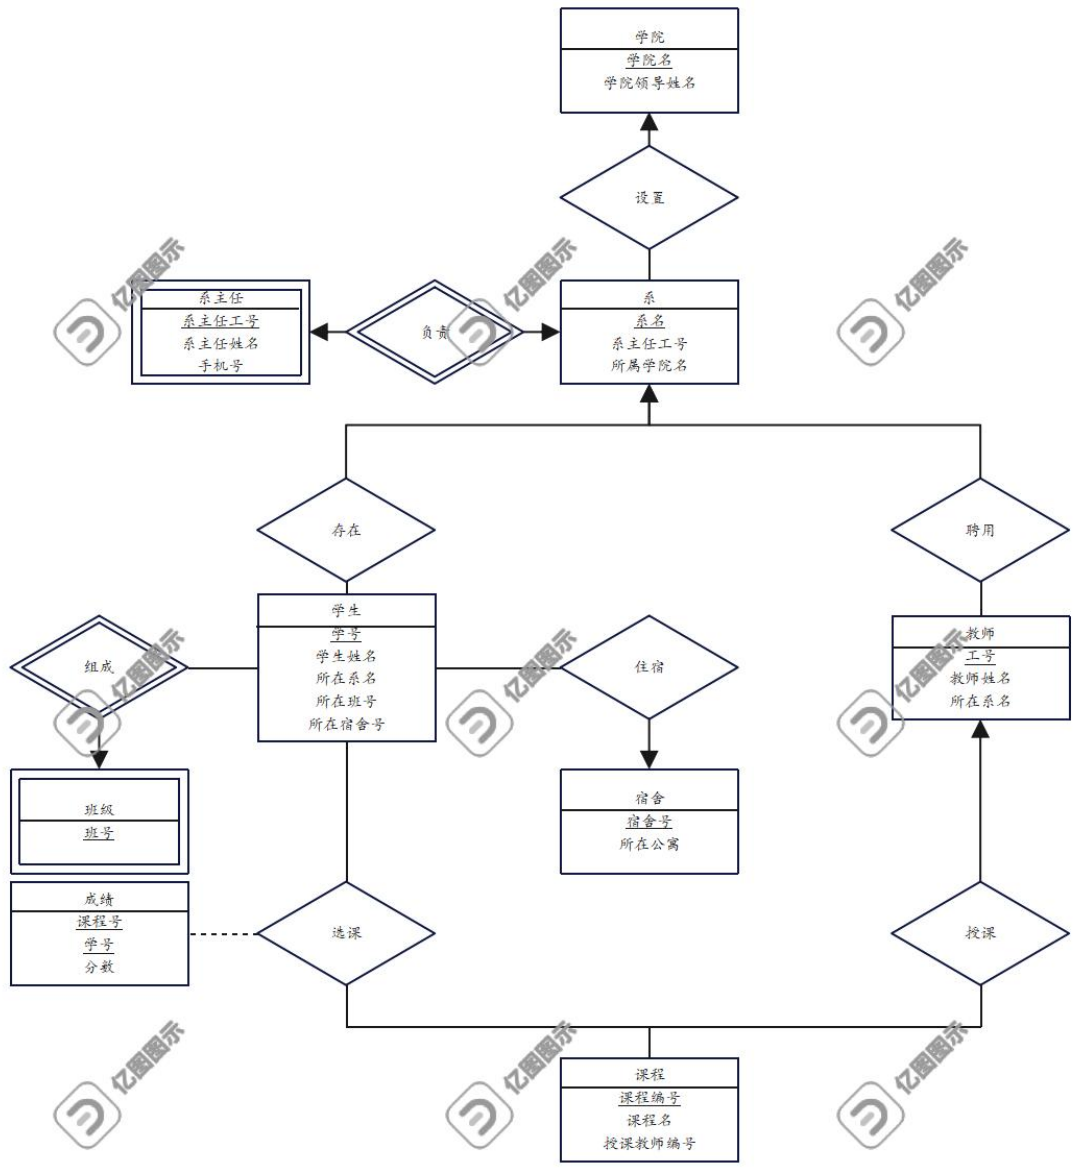 学院
学院名
学院领导姓名
设置
亿图图示
亿图图示
亿图图示
系主任
系主任工号
系主任姓名
手机号
负责
系
系名
系主任工号
所属学院名
存在
聘用
学生
学号
学生姓名
所在系名
所在班号
所在宿舍号
组成
住宿
教师
工号
教师姓名
所在系名
亿图图示
亿图图示
亿图图示
班级
班号
宿舍
宿舍号
所在公寓
成绩
课程号
学号
分数
选课
授课
亿图图示
亿图图示
亿图图示
课程
课程编号
课程名
授课教师编号